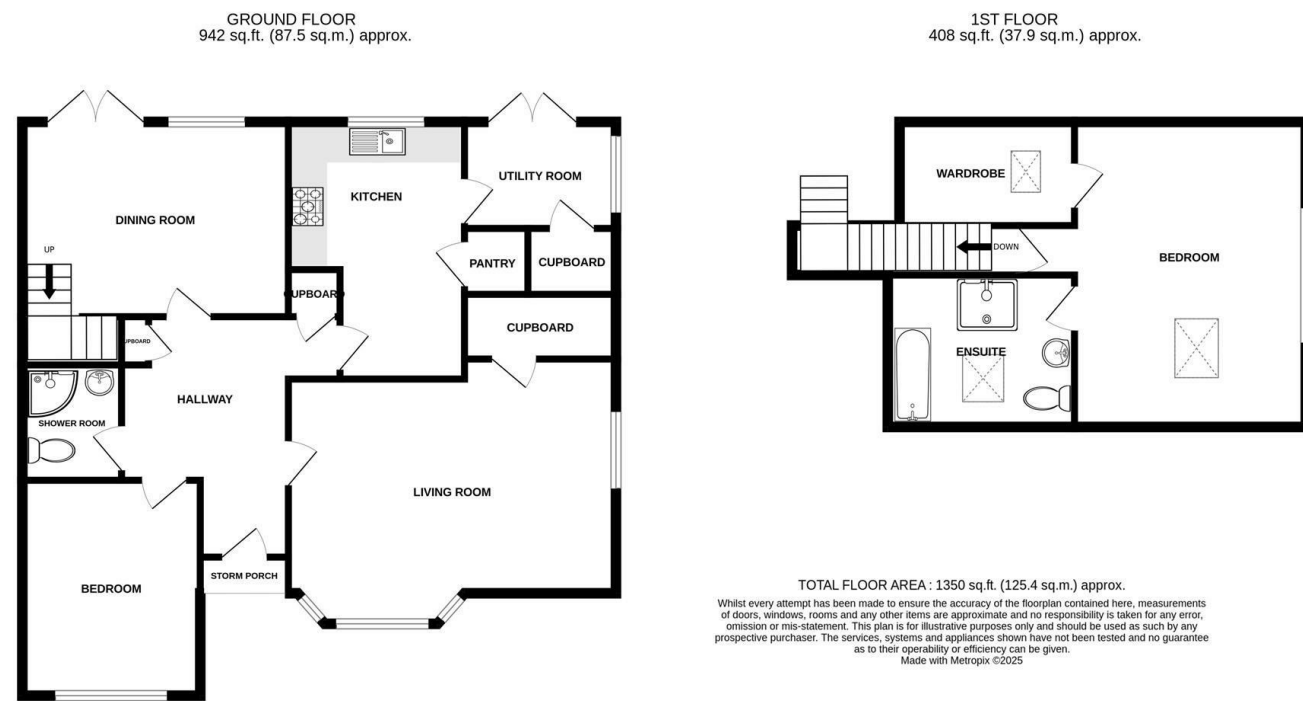 GROUND FLOOR
942 sq.ft. (87.5 sq.m.) approx.
DINING ROOM
UP
KITCHEN
UTILITY ROOM
PANTRY
CUPBOARD
CUPBOARD
CUPBOARD
UPBOARD
HALLWAY
SHOWER ROOM
LIVING ROOM
BEDROOM
STORM PORCH
1ST FLOOR
408 sq.ft. (37.9 sq.m.) approx.
WARDROBE
DOWN
BEDROOM
ENSUITE
TOTAL FLOOR AREA : 1350 sq.ft. (125.4 sq.m.) approx.
Whilst every attempt has been made to ensure the accuracy of the floorplan contained here, measurements
of doors, windows, rooms and any other items are approximate and no responsibility is taken for any error,
omission or mis-statement. This plan is for illustrative purposes only and should be used as such by any
prospective purchaser. The services, systems and appliances shown have not been tested and no guarantee
as to their operability or efficiency can be given.
Made with Metropix ©2025